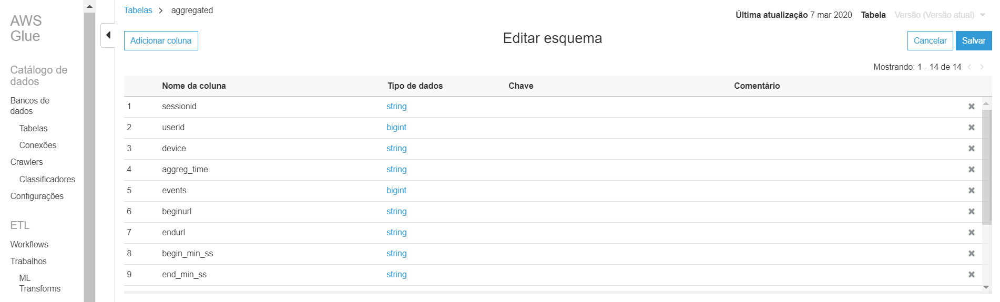 AWS
Glue
Catálogo de
dados
Bancos de
dados
Tabelas
Conexões
Crawlers
Classificadores
Configurações
ETL
Workflows
Trabalhos
ML
Transforms
Tabelas > aggregated
Última atualização 7 mar 2020 Tabela Versão (Versão atual)
Adicionar coluna
Editar esquema
Cancelar Salvar
Mostrando: 1 - 14 de 14 < >
Nome da coluna Tipo de dados Chave Comentário
1 sessionid string
2 userid bigint
3 device string
4 aggreg_time string
5 events bigint
6 beginurl string
7 endurl string
8 begin_min_ss string
9 end_min_ss string